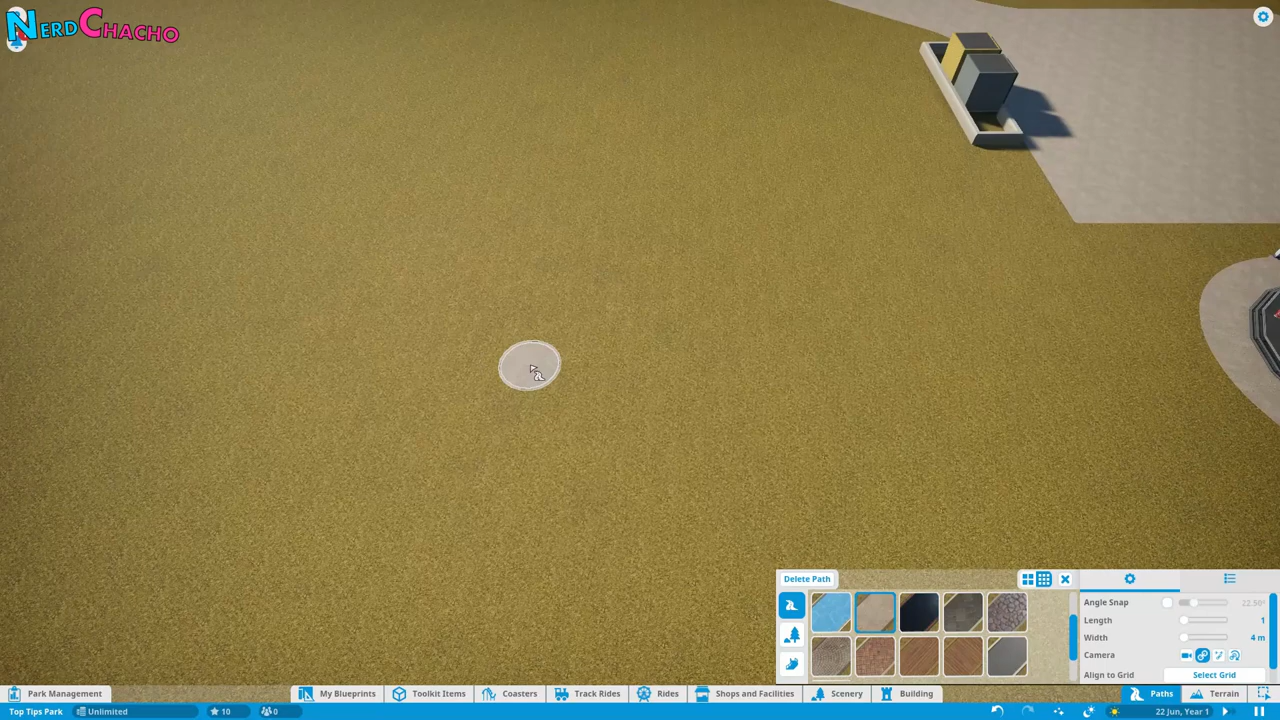 NERDCHACHO
Delete Path
Angle Snap 22.50°
Length 1
Width 4 m
Camera
Align to Grid Select Grid
Park Management My Blueprints Toolkit Items Coasters Track Rides Rides Shops and Facilities Scenery Building Paths Terrain
Top Tips Park Unlimited 10 0 22 Jun, Year 1